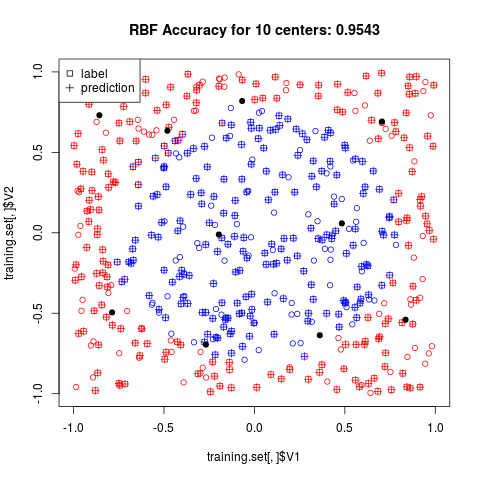 RBF Accuracy for 10 centers: 0.9543
label
prediction
training.set[, ]$V2
1.0
0.5
0.0
-0.5
-1.0
-1.0 -0.5 0.0 0.5 1.0
training.set[, ]$V1